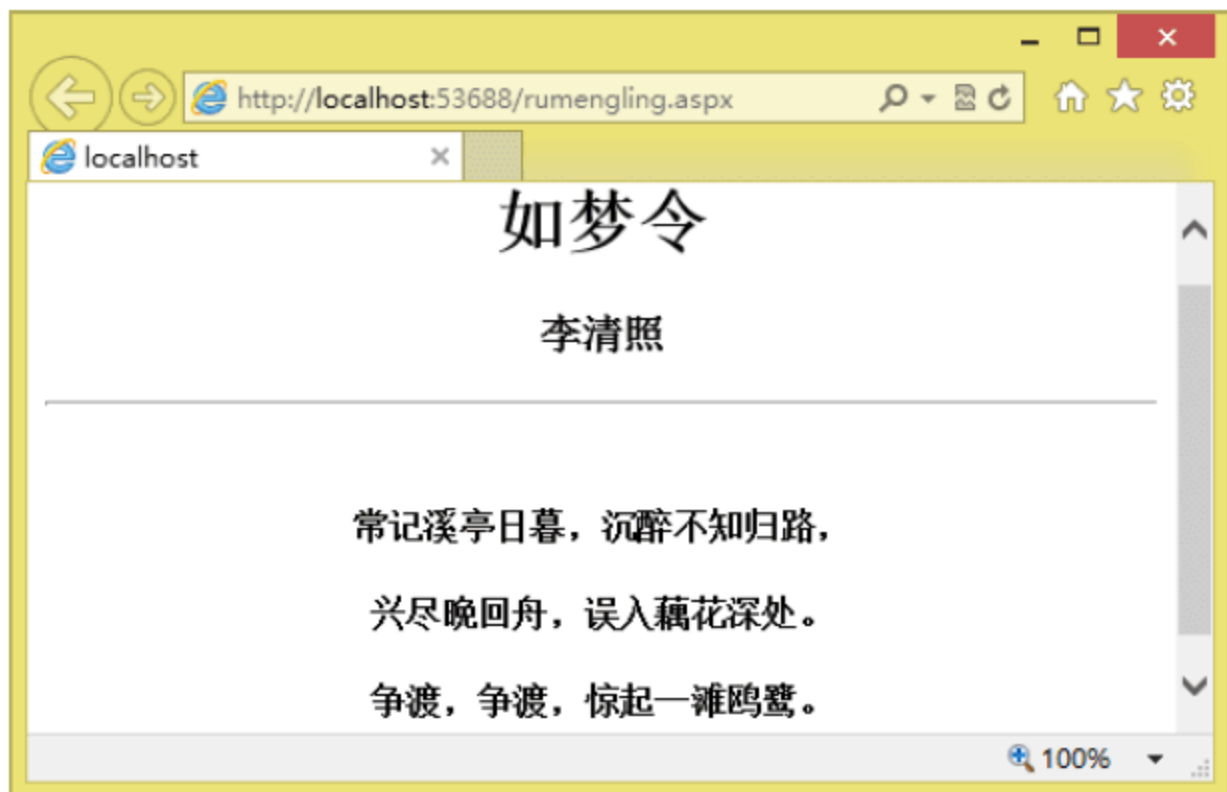 http://localhost:53688/rumengling.aspx
localhost
如梦令
李清照
常记溪亭日暮，沉醉不知归路，
兴尽晚回舟，误入藕花深处。
争渡，争渡，惊起一滩鸥鹭。
100%